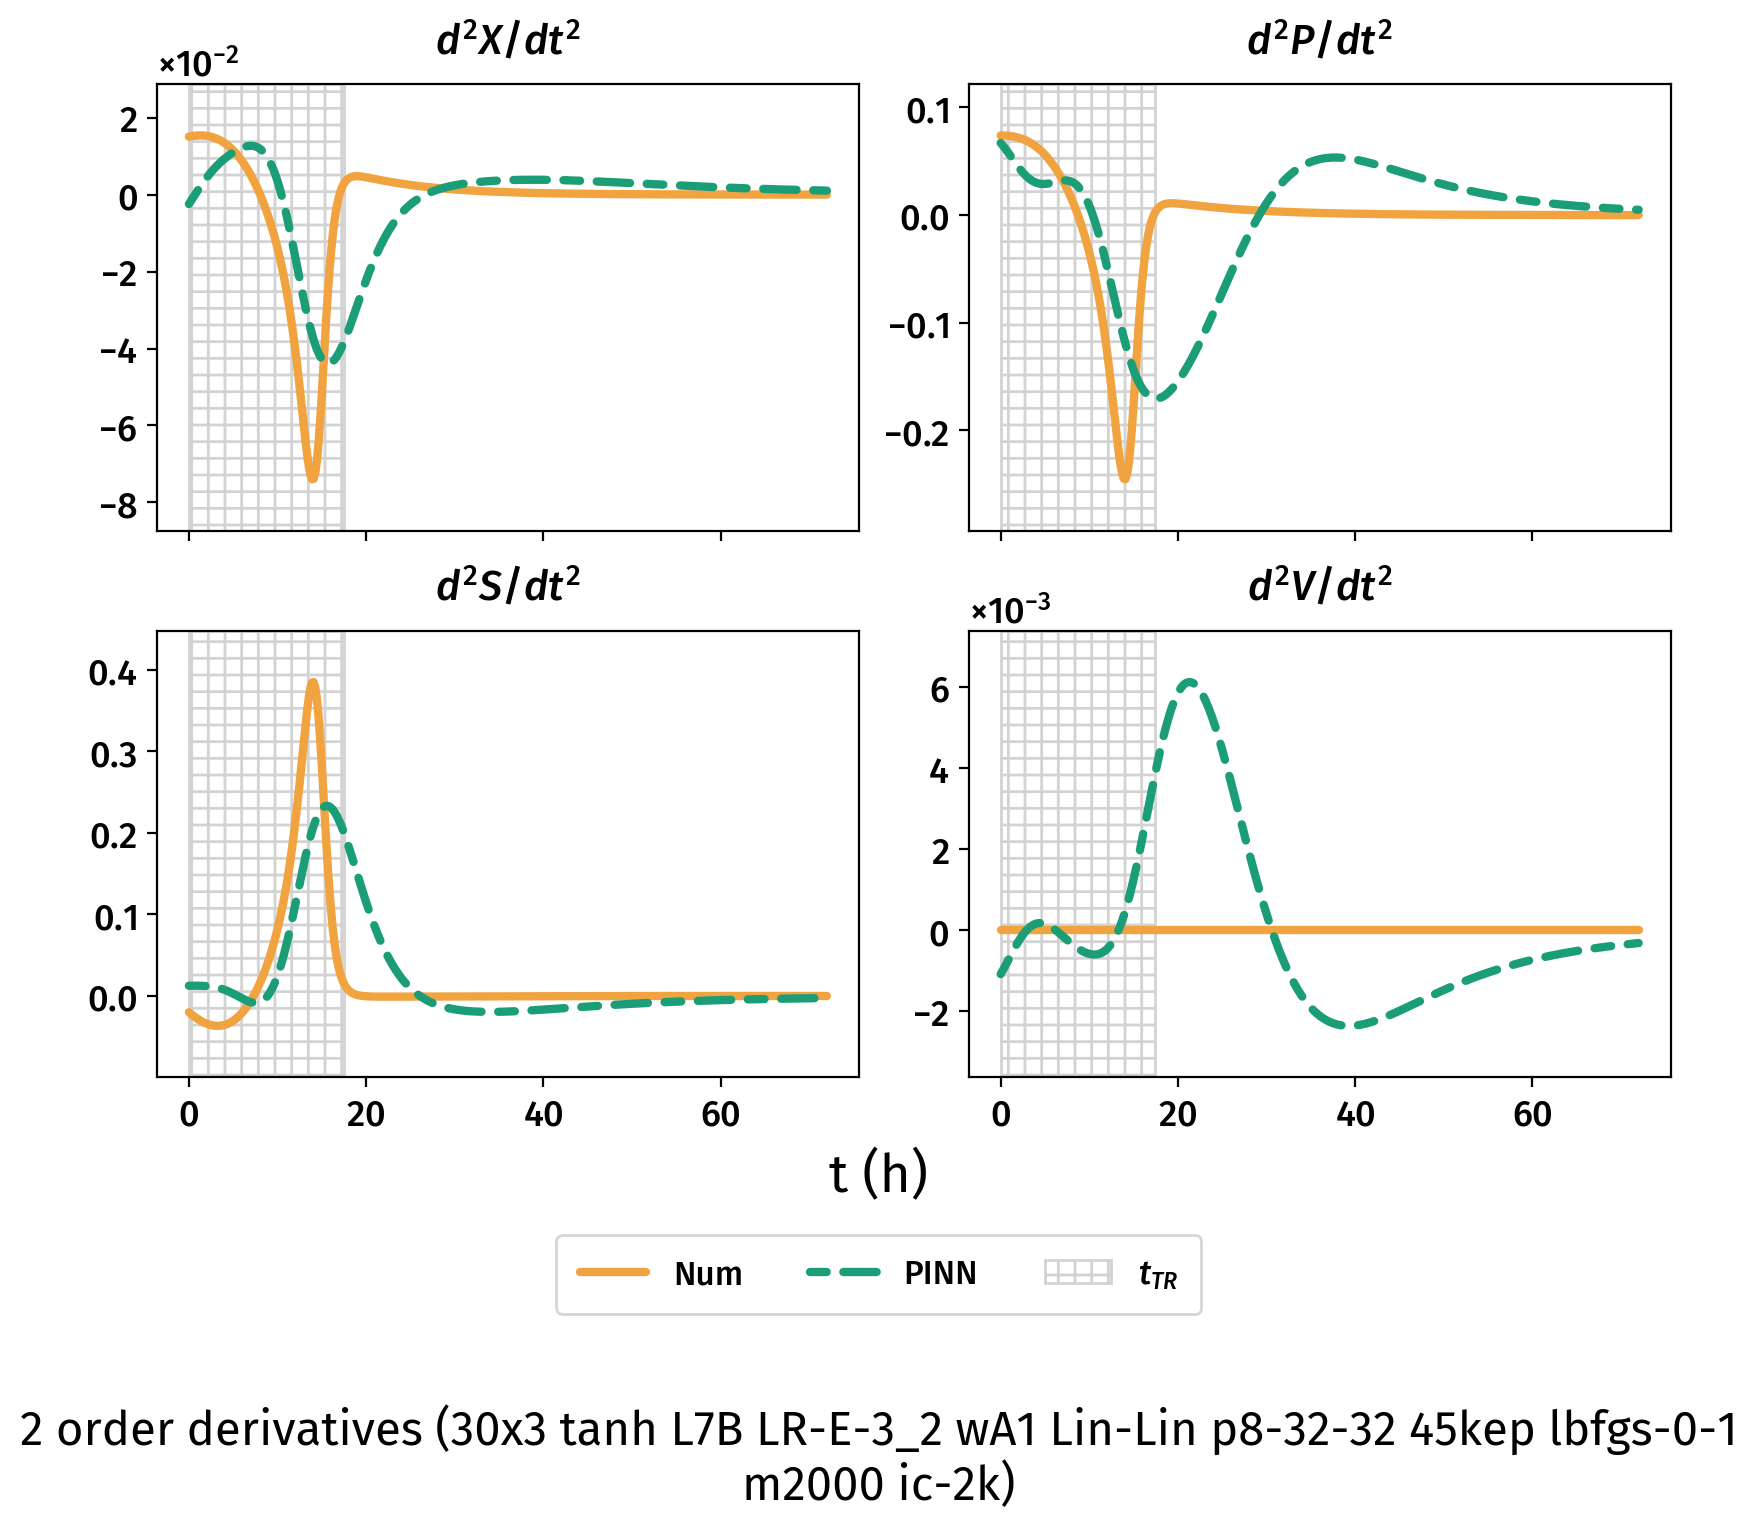 d²X/dt²
d²P/dt²
×10⁻²
2
0
−2
−4
−6
−8
0.1
0.0
−0.1
−0.2
d²S/dt²
d²V/dt²
×10⁻³
0.4
0.3
0.2
0.1
0.0
6
4
2
0
−2
0 20 40 60
0 20 40 60
t (h)
Num PINN t_TR
2 order derivatives (30x3 tanh L7B LR-E-3_2 wA1 Lin-Lin p8-32-32 45kep lbfgs-0-1
m2000 ic-2k)